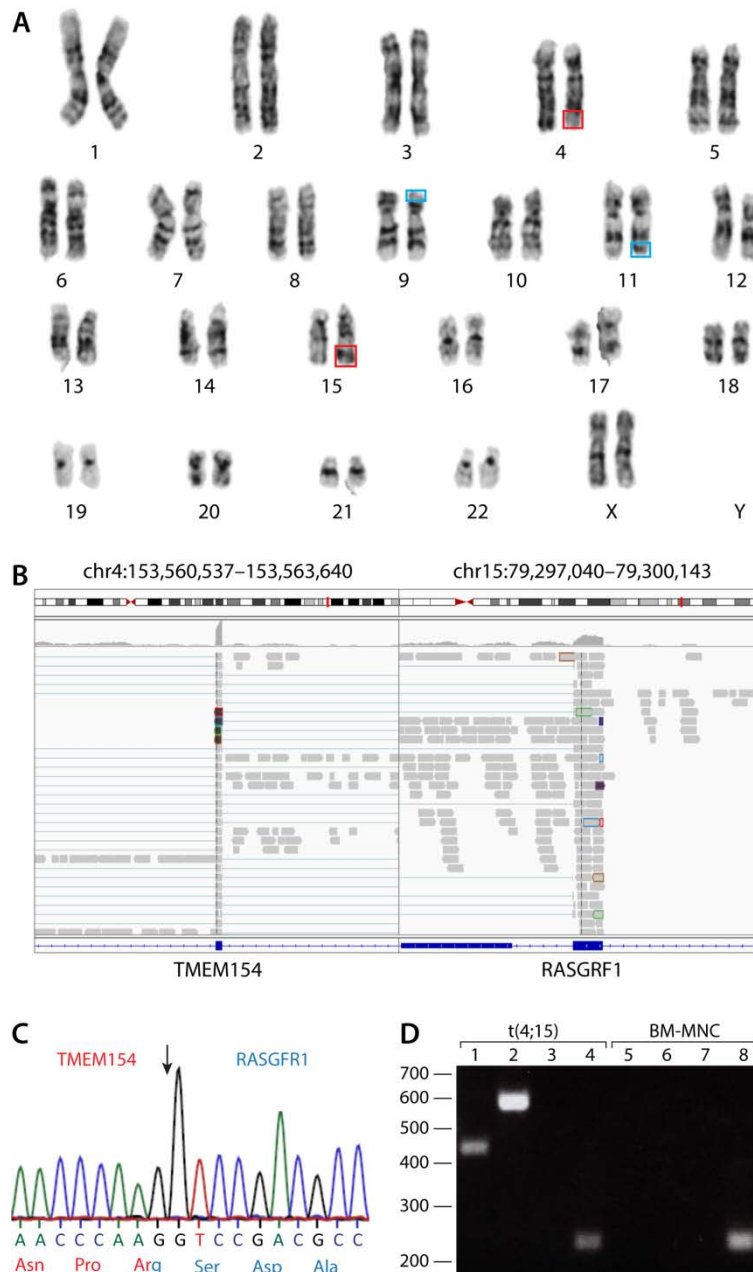 A
1 2 3 4 5
6 7 8 9 10 11 12
13 14 15 16 17 18
19 20 21 22 X Y
B
chr4:153,560,537–153,563,640 chr15:79,297,040–79,300,143
TMEM154 RASGRF1
C
TMEM154 RASGFR1
A A C C C A A G G T C C G A C G C C
Asn Pro Arg Ser Asp Ala
D
t(4;15) BM-MNC
1 2 3 4 5 6 7 8
700
600
500
400
300
200